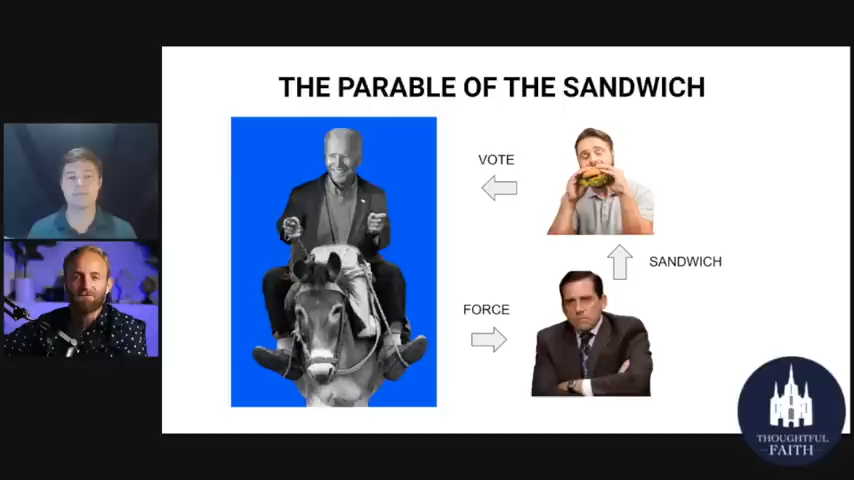 THE PARABLE OF THE SANDWICH
VOTE
SANDWICH
FORCE
THOUGHTFUL
FAITH